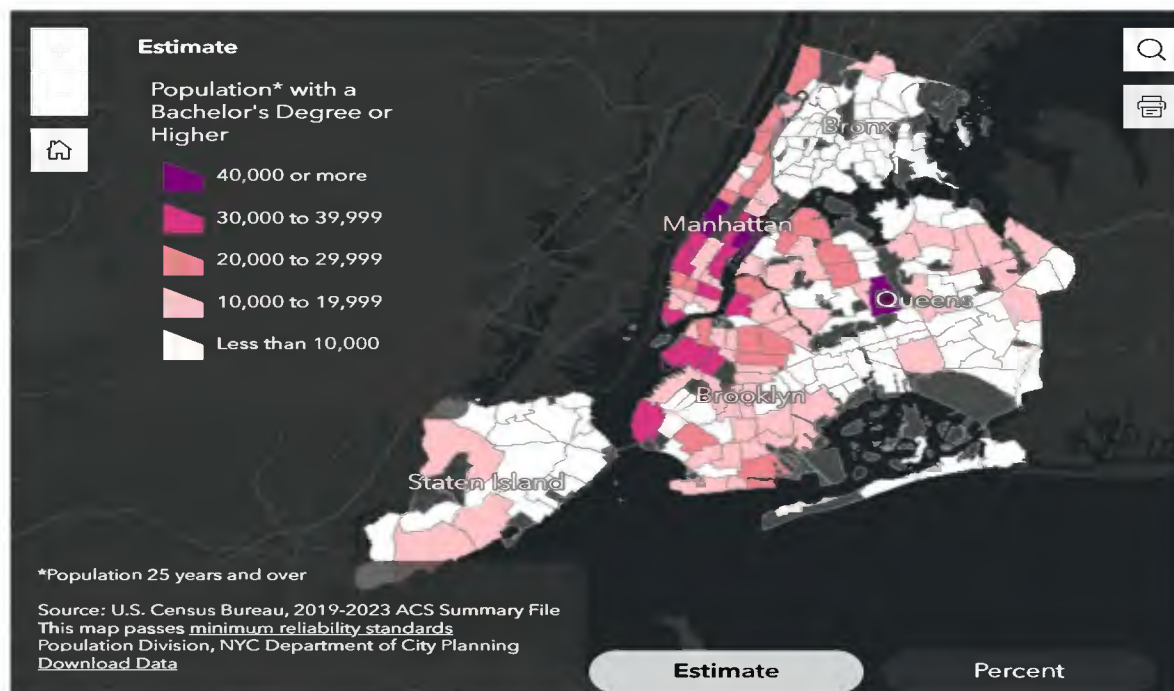 Estimate
Population* with a
Bachelor's Degree or
Higher
40,000 or more
30,000 to 39,999
20,000 to 29,999
10,000 to 19,999
Less than 10,000
Bronx
Manhattan
Queens
Brooklyn
Staten Island
*Population 25 years and over
Source: U.S. Census Bureau, 2019-2023 ACS Summary File
This map passes minimum reliability standards
Population Division, NYC Department of City Planning
Download Data
Estimate
Percent